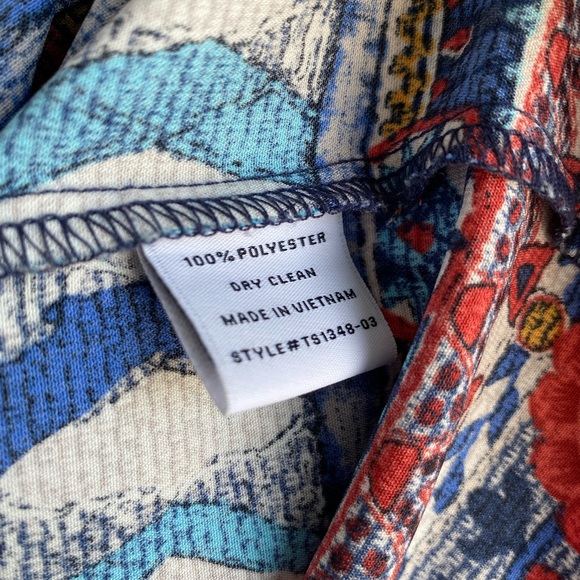 100% POLYESTER
DRY CLEAN
MADE IN VIETNAM
STYLE# TS1348-03